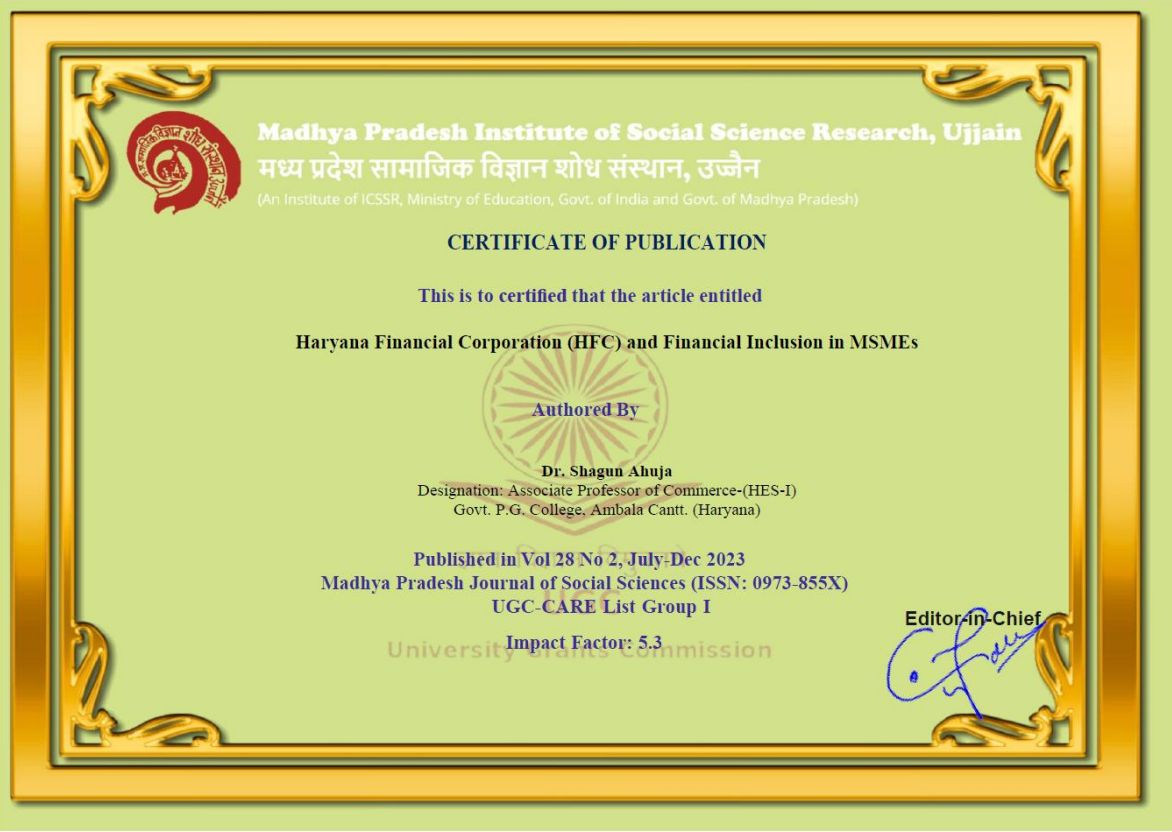 Madhya Pradesh Institute of Social Science Research, Ujjain
मध्य प्रदेश सामाजिक विज्ञान शोध संस्थान, उज्जैन
(An Institute of ICSSR, Ministry of Education, Govt. of India and Govt. of Madhya Pradesh)
CERTIFICATE OF PUBLICATION
This is to certified that the article entitled
Haryana Financial Corporation (HFC) and Financial Inclusion in MSMEs
Authored By
Dr. Shagun Ahuja
Designation: Associate Professor of Commerce-(HES-I)
Govt. P.G. College, Ambala Cantt. (Haryana)
Published in Vol 28 No 2, July-Dec 2023
Madhya Pradesh Journal of Social Sciences (ISSN: 0973-855X)
UGC
UGC-CARE List Group I
Editor-in-Chief
Impact Factor: 5.3
University Grants Commission